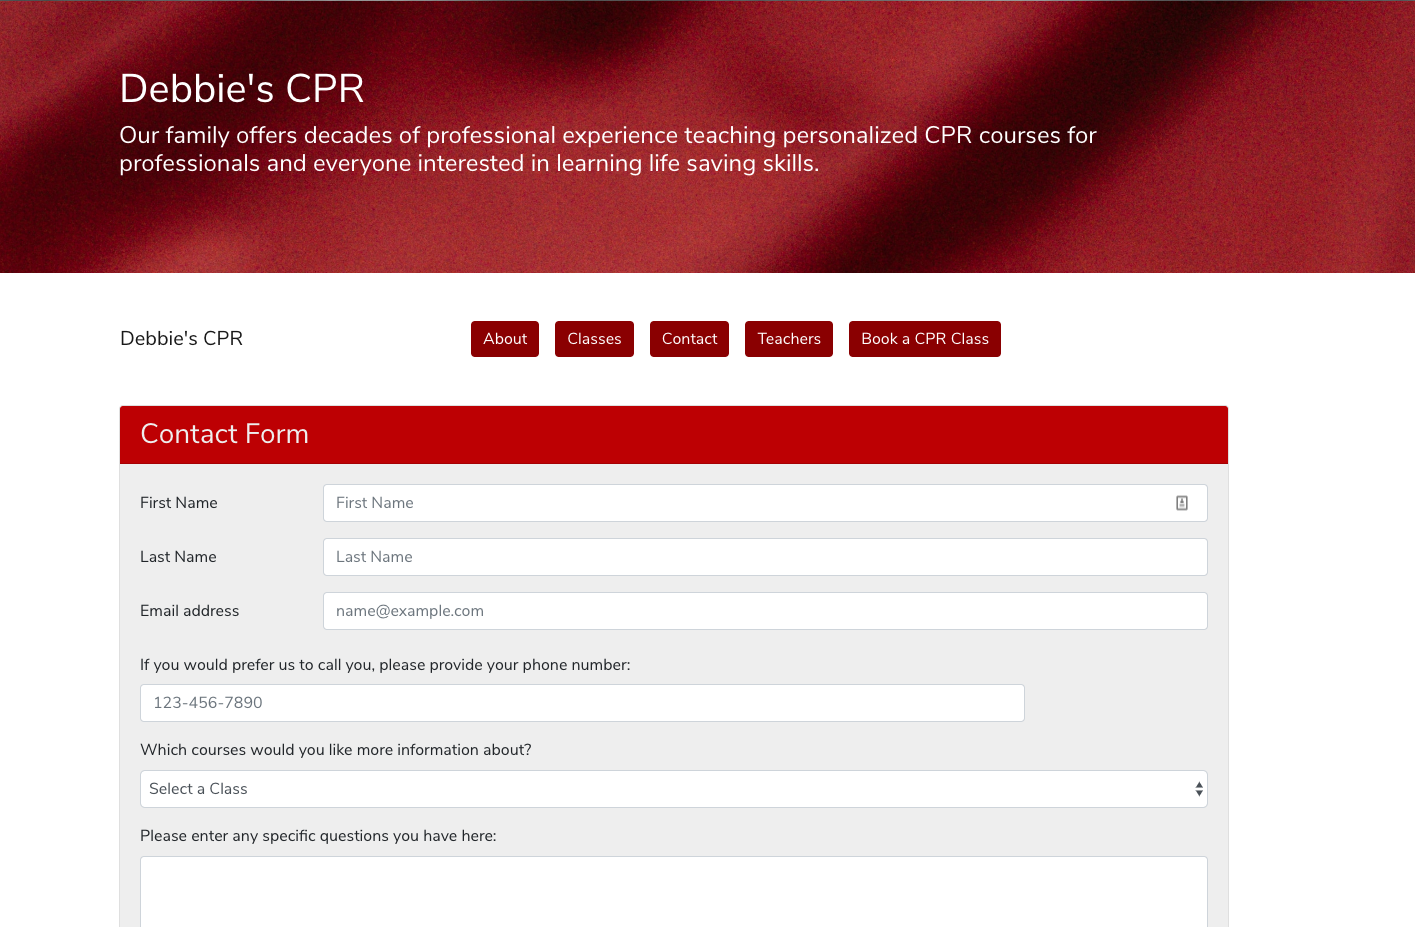 Debbie's CPR
Our family offers decades of professional experience teaching personalized CPR courses for
professionals and everyone interested in learning life saving skills.
Debbie's CPR
About
Classes
Contact
Teachers
Book a CPR Class
Contact Form
First Name
First Name
Last Name
Last Name
Email address
name@example.com
If you would prefer us to call you, please provide your phone number:
123-456-7890
Which courses would you like more information about?
Select a Class
Please enter any specific questions you have here: